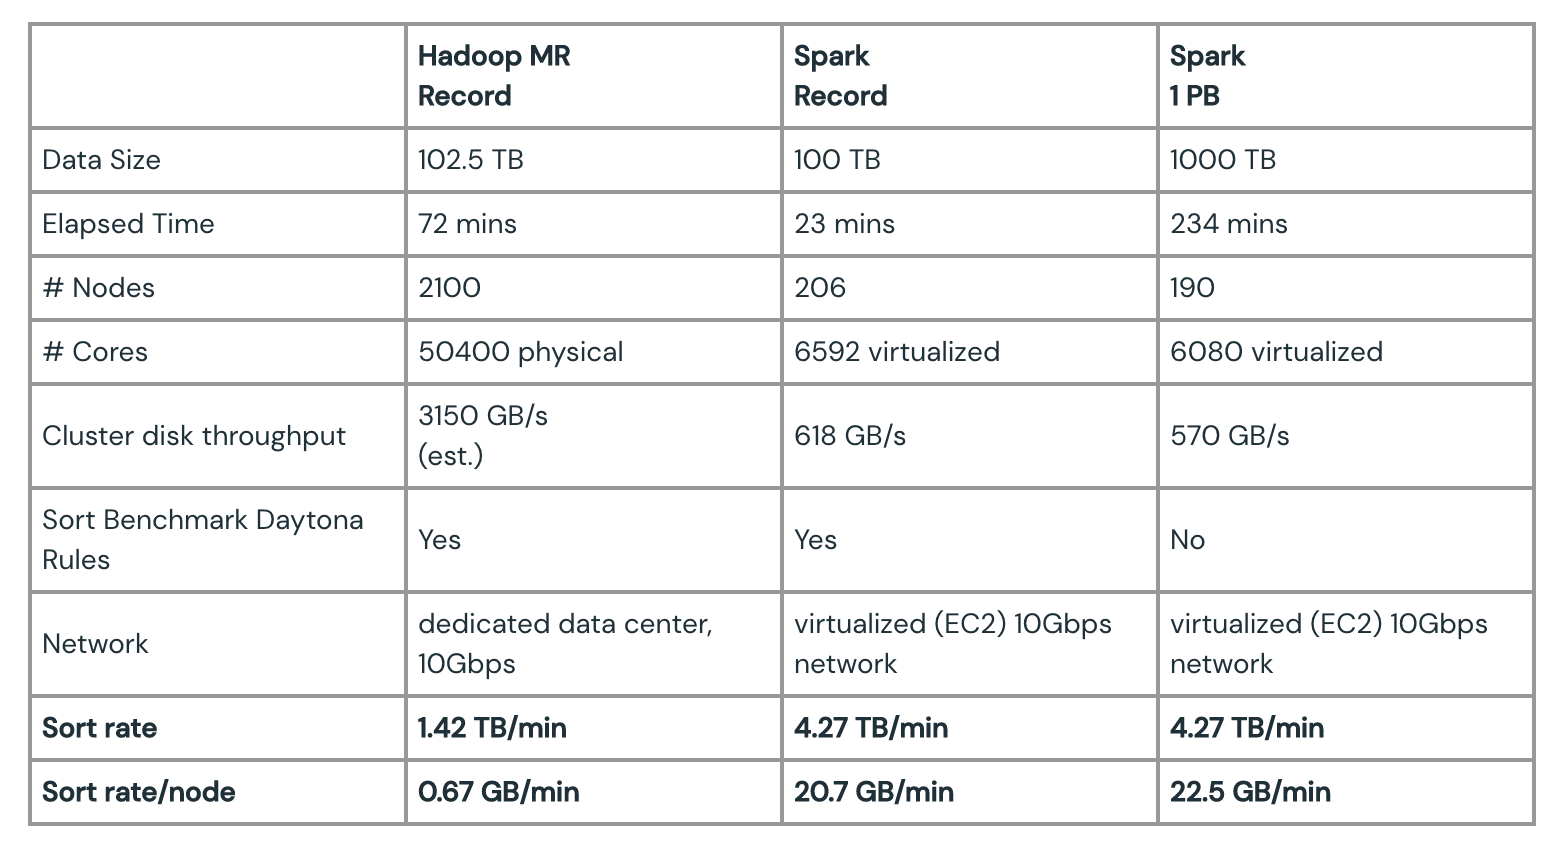 Hadoop MR
Record
Spark
Record
Spark
1 PB
Data Size
102.5 TB
100 TB
1000 TB
Elapsed Time
72 mins
23 mins
234 mins
# Nodes
2100
206
190
# Cores
50400 physical
6592 virtualized
6080 virtualized
Cluster disk throughput
3150 GB/s
(est.)
618 GB/s
570 GB/s
Sort Benchmark Daytona
Rules
Yes
Yes
No
Network
dedicated data center,
10Gbps
virtualized (EC2) 10Gbps
network
virtualized (EC2) 10Gbps
network
Sort rate
1.42 TB/min
4.27 TB/min
4.27 TB/min
Sort rate/node
0.67 GB/min
20.7 GB/min
22.5 GB/min